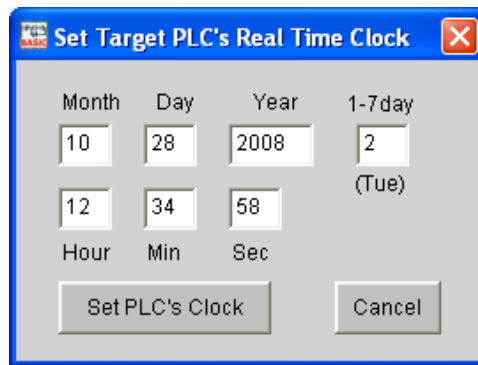 Set Target PLC's Real Time Clock
Month Day Year 1-7day
10 28 2008 2
(Tue)
12 34 58
Hour Min Sec
Set PLC's Clock Cancel